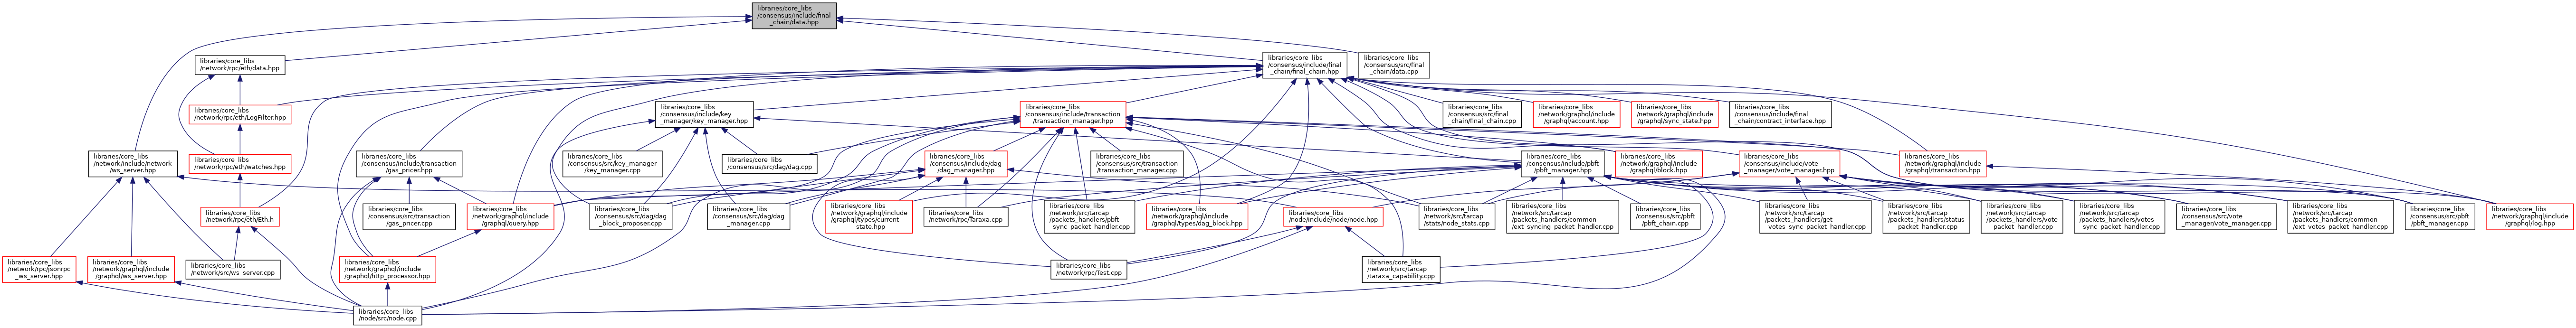 libraries/core_libs
/consensus/include/final
_chain/data.hpp
libraries/core_libs
/network/rpc/eth/data.hpp
libraries/core_libs
/consensus/include/final
_chain/final_chain.hpp
libraries/core_libs
/consensus/src/final
_chain/data.cpp
libraries/core_libs
/network/rpc/eth/LogFilter.hpp
libraries/core_libs
/consensus/include/key
_manager/key_manager.hpp
libraries/core_libs
/consensus/include/transaction
/transaction_manager.hpp
libraries/core_libs
/consensus/src/final
_chain/final_chain.cpp
libraries/core_libs
/network/graphql/include
/graphql/account.hpp
libraries/core_libs
/network/graphql/include
/graphql/sync_state.hpp
libraries/core_libs
/consensus/include/final
_chain/contract_interface.hpp
libraries/core_libs
/network/include/network
/ws_server.hpp
libraries/core_libs
/network/rpc/eth/watches.hpp
libraries/core_libs
/consensus/include/transaction
/gas_pricer.hpp
libraries/core_libs
/consensus/src/key_manager
/key_manager.cpp
libraries/core_libs
/consensus/src/dag/dag.cpp
libraries/core_libs
/consensus/include/dag
/dag_manager.hpp
libraries/core_libs
/consensus/src/transaction
/transaction_manager.cpp
libraries/core_libs
/consensus/include/pbft
/pbft_manager.hpp
libraries/core_libs
/network/graphql/include
/graphql/block.hpp
libraries/core_libs
/consensus/include/vote
_manager/vote_manager.hpp
libraries/core_libs
/network/graphql/include
/graphql/transaction.hpp
libraries/core_libs
/network/rpc/eth/Eth.h
libraries/core_libs
/consensus/src/transaction
/gas_pricer.cpp
libraries/core_libs
/network/graphql/include
/graphql/query.hpp
libraries/core_libs
/consensus/src/dag/dag
_block_proposer.cpp
libraries/core_libs
/consensus/src/dag/dag
_manager.cpp
libraries/core_libs
/network/graphql/include
/graphql/types/current
_state.hpp
libraries/core_libs
/network/rpc/Taraxa.cpp
libraries/core_libs
/network/src/tarcap
/packets_handlers/pbft
_sync_packet_handler.cpp
libraries/core_libs
/network/graphql/include
/graphql/types/dag_block.hpp
libraries/core_libs
/node/include/node/node.hpp
libraries/core_libs
/network/src/tarcap
/stats/node_stats.cpp
libraries/core_libs
/network/src/tarcap
/packets_handlers/common
/ext_syncing_packet_handler.cpp
libraries/core_libs
/consensus/src/pbft
/pbft_chain.cpp
libraries/core_libs
/network/src/tarcap
/packets_handlers/get
_votes_sync_packet_handler.cpp
libraries/core_libs
/network/src/tarcap
/packets_handlers/status
_packet_handler.cpp
libraries/core_libs
/network/src/tarcap
/packets_handlers/vote
_packet_handler.cpp
libraries/core_libs
/network/src/tarcap
/packets_handlers/votes
_sync_packet_handler.cpp
libraries/core_libs
/consensus/src/vote
_manager/vote_manager.cpp
libraries/core_libs
/network/src/tarcap
/packets_handlers/common
/ext_votes_packet_handler.cpp
libraries/core_libs
/consensus/src/pbft
/pbft_manager.cpp
libraries/core_libs
/network/graphql/include
/graphql/log.hpp
libraries/core_libs
/network/rpc/jsonrpc
_ws_server.hpp
libraries/core_libs
/network/graphql/include
/graphql/ws_server.hpp
libraries/core_libs
/network/src/ws_server.cpp
libraries/core_libs
/network/graphql/include
/graphql/http_processor.hpp
libraries/core_libs
/network/rpc/Test.cpp
libraries/core_libs
/network/src/tarcap
/taraxa_capability.cpp
libraries/core_libs
/node/src/node.cpp